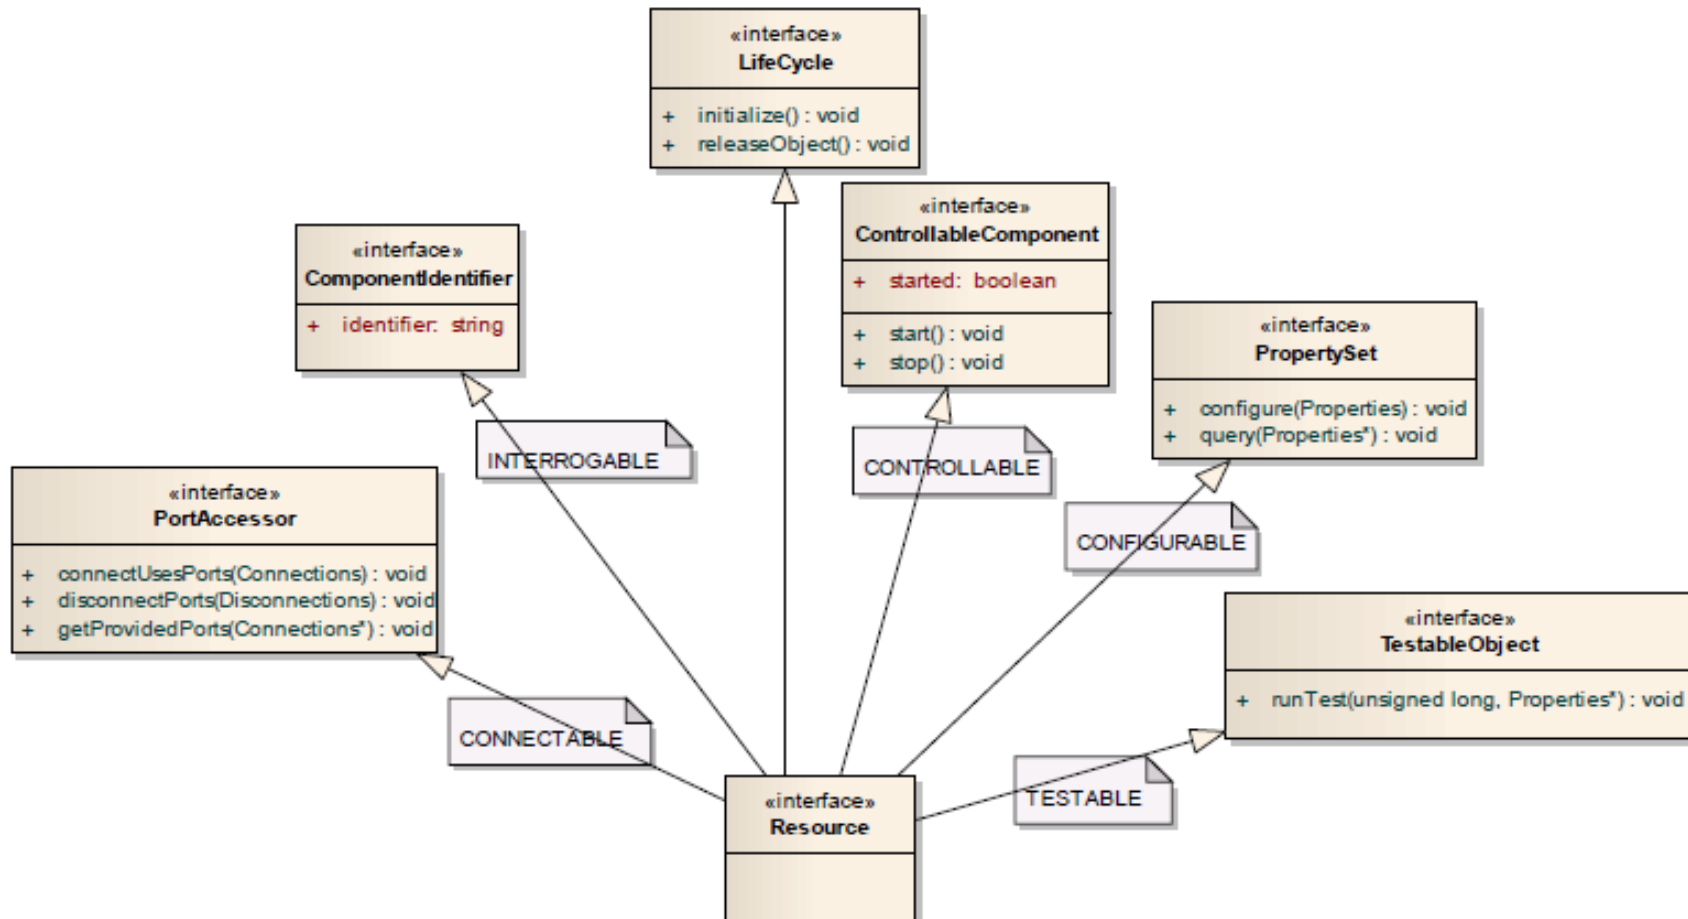 «interface»
LifeCycle
+ initialize() : void
+ releaseObject() : void
«interface»
ControllableComponent
+ started: boolean
+ start() : void
+ stop() : void
«interface»
ComponentIdentifier
+ identifier: string
«interface»
PropertySet
+ configure(Properties) : void
+ query(Properties*) : void
INTERROGABLE
CONTROLLABLE
«interface»
PortAccessor
+ connectUsesPorts(Connections) : void
+ disconnectPorts(Disconnections) : void
+ getProvidedPorts(Connections*) : void
CONFIGURABLE
«interface»
TestableObject
+ runTest(unsigned long, Properties*) : void
CONNECTABLE
TESTABLE
«interface»
Resource